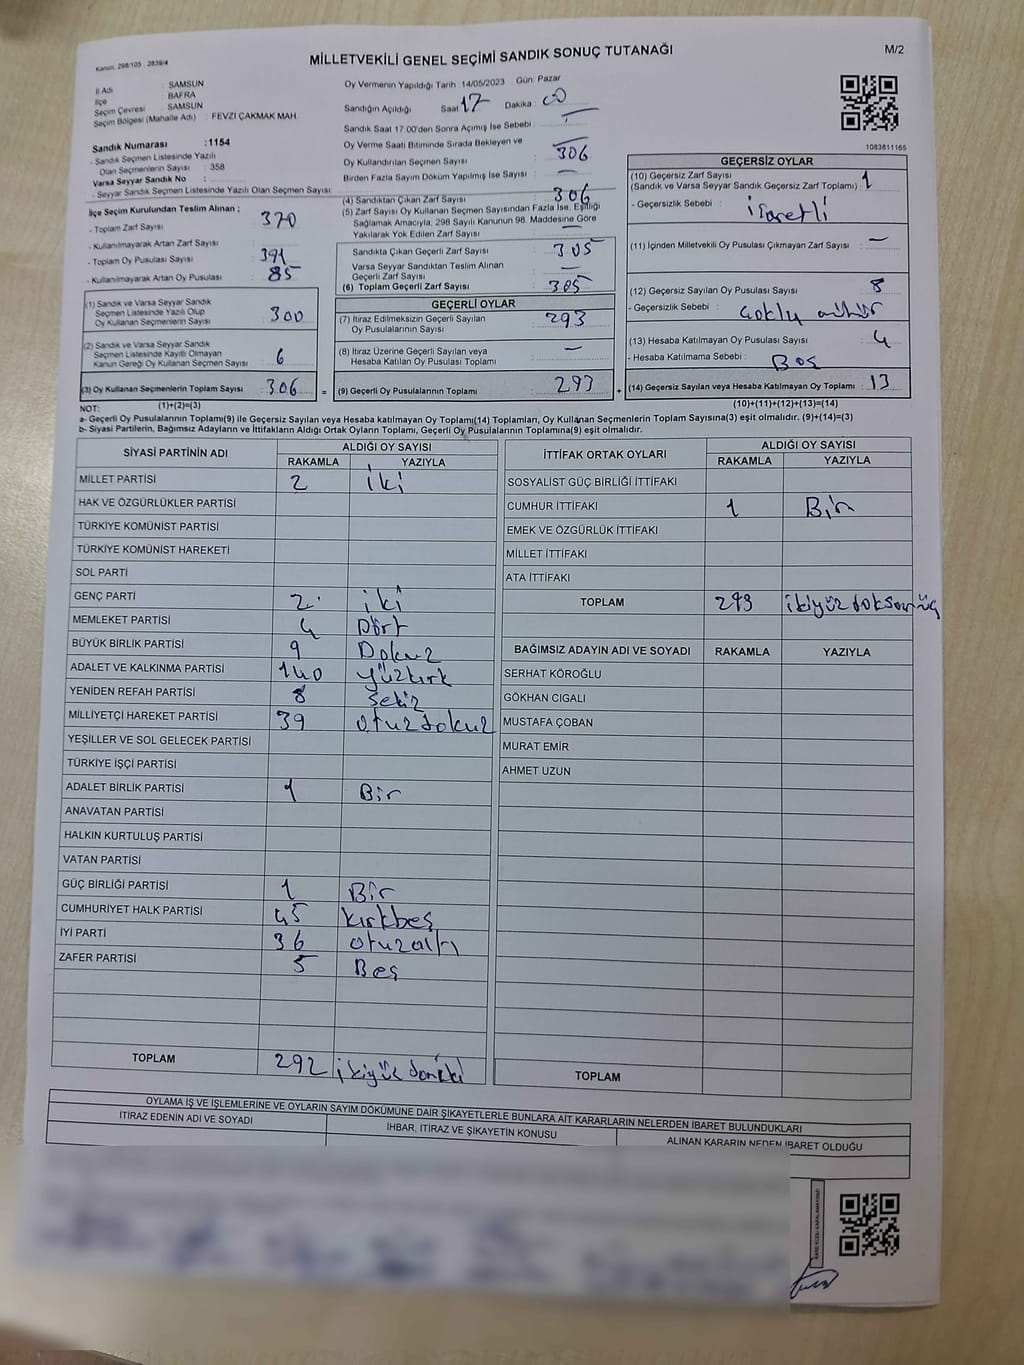 Kanun: 298/105 - 2839/4
MİLLETVEKİLİ GENEL SEÇİMİ SANDIK SONUÇ TUTANAĞI
M/2
İl Adı : SAMSUN
İlçe : BAFRA
Seçim Çevresi : SAMSUN
Seçim Bölgesi (Mahalle Adı) : FEVZİ ÇAKMAK MAH.
Sandık Numarası :1154
- Sandık Seçmen Listesinde Yazılı
Olan Seçmenlerin Sayısı : 358
Varsa Seyyar Sandık No :
- Seyyar Sandık Seçmen Listesinde Yazılı Olan Seçmen Sayısı :
İlçe Seçim Kurulundan Teslim Alınan ;
- Toplam Zarf Sayısı : 370
- Kullanılmayarak Artan Zarf Sayısı :
- Toplam Oy Pusulası Sayısı : 391
- Kullanılmayarak Artan Oy Pusulası : 85
(1) Sandık ve Varsa Seyyar Sandık
Seçmen Listesinde Yazılı Olup
Oy Kullanan Seçmenlerin Sayısı : 300
(2) Sandık ve Varsa Seyyar Sandık
Seçmen Listesinde Kayıtlı Olmayan
Kanun Gereği Oy Kullanan Seçmen Sayısı : 6
(3) Oy Kullanan Seçmenlerin Toplam Sayısı : 306 =
Oy Vermenin Yapıldığı Tarih :14/05/2023 Gün: Pazar
Sandığın Açıldığı Saat: 17 Dakika : 00
Sandık Saat 17.00'den Sonra Açımış İse Sebebi : —
Oy Verme Saati Bitiminde Sırada Bekleyen ve
Oy Kullandırılan Seçmen Sayısı : 306
Birden Fazla Sayım Döküm Yapılmış İse Sayısı : —
(4) Sandıktan Çıkan Zarf Sayısı : 306
(5) Zarf Sayısı Oy Kullanan Seçmen Sayısından Fazla İse, Eşitliği
Sağlamak Amacıyla; 298 Sayılı Kanunun 98. Maddesine Göre
Yakılarak Yok Edilen Zarf Sayısı : —
Sandıkta Çıkan Geçerli Zarf Sayısı : 305
Varsa Seyyar Sandıktan Teslim Alınan
Geçerli Zarf Sayısı : —
(6) Toplam Geçerli Zarf Sayısı : 305
GEÇERLİ OYLAR
(7) İtiraz Edilmeksizin Geçerli Sayılan
Oy Pusulalarının Sayısı : 293
(8) İtiraz Üzerine Geçerli Sayılan veya
Hesaba Katılan Oy Pusulası Toplamı : —
(9) Geçerli Oy Pusulalarının Toplamı : 293 +
1083811165
GEÇERSİZ OYLAR
(10) Geçersiz Zarf Sayısı
(Sandık ve Varsa Seyyar Sandık Geçersiz Zarf Toplamı) : 1
- Geçersizlik Sebebi : işaretli
(11) İçinden Milletvekili Oy Pusulası Çıkmayan Zarf Sayısı : —
(12) Geçersiz Sayılan Oy Pusulası Sayısı : 8
- Geçersizlik Sebebi : çoklu mühür
(13) Hesaba Katılmayan Oy Pusulası Sayısı : 4
- Hesaba Katılmama Sebebi : Boş
(14) Geçersiz Sayılan veya Hesaba Katılmayan Oy Toplamı : 13
NOT: (1)+(2)=(3)
(10)+(11)+(12)+(13)=(14)
a- Geçerli Oy Pusulalarının Toplamı(9) ile Geçersiz Sayılan veya Hesaba katılmayan Oy Toplamı(14) Toplamları, Oy Kullanan Seçmenlerin Toplam Sayısına(3) eşit olmalıdır. (9)+(14)=(3)
b- Siyasi Partilerin, Bağımsız Adayların ve İttifakların Aldığı Ortak Oyların Toplamı, Geçerli Oy Pusulalarının Toplamına(9) eşit olmalıdır.
SİYASİ PARTİNİN ADI ALDIĞI OY SAYISI
RAKAMLA YAZIYLA
MİLLET PARTİSİ 2 iki
HAK VE ÖZGÜRLÜKLER PARTİSİ
TÜRKİYE KOMÜNİST PARTİSİ
TÜRKİYE KOMÜNİST HAREKETİ
SOL PARTİ
GENÇ PARTİ 2 iki
MEMLEKET PARTİSİ 4 Dört
BÜYÜK BİRLİK PARTİSİ 9 Dokuz
ADALET VE KALKINMA PARTİSİ 140 yüzkırk
YENİDEN REFAH PARTİSİ 8 Sekiz
MİLLİYETÇİ HAREKET PARTİSİ 39 otuzdokuz
YEŞİLLER VE SOL GELECEK PARTİSİ
TÜRKİYE İŞÇİ PARTİSİ
ADALET BİRLİK PARTİSİ 1 Bir
ANAVATAN PARTİSİ
HALKIN KURTULUŞ PARTİSİ
VATAN PARTİSİ
GÜÇ BİRLİĞİ PARTİSİ 1 Bir
CUMHURİYET HALK PARTİSİ 45 kırkbeş
İYİ PARTİ 36 otuzaltı
ZAFER PARTİSİ 5 Beş
TOPLAM 292
İTTİFAK ORTAK OYLARI ALDIĞI OY SAYISI
RAKAMLA YAZIYLA
SOSYALİST GÜÇ BİRLİĞİ İTTİFAKI
CUMHUR İTTİFAKI 1 Bir
EMEK VE ÖZGÜRLÜK İTTİFAKI
MİLLET İTTİFAKI
ATA İTTİFAKI
TOPLAM 293 ikiyüzdoksanüç
BAĞIMSIZ ADAYIN ADI VE SOYADI RAKAMLA YAZIYLA
SERHAT KÖROĞLU
GÖKHAN CIGALI
MUSTAFA ÇOBAN
MURAT EMİR
AHMET UZUN
TOPLAM
OYLAMA İŞ VE İŞLEMLERİNE VE OYLARIN SAYIM DÖKÜMÜNE DAİR ŞİKAYETLERLE BUNLARA AİT KARARLARIN NELERDEN İBARET BULUNDUKLARI
İTİRAZ EDENİN ADI VE SOYADI İHBAR, İTİRAZ VE ŞİKAYETİN KONUSU ALINAN KARARIN NEDEN İBARET OLDUĞU